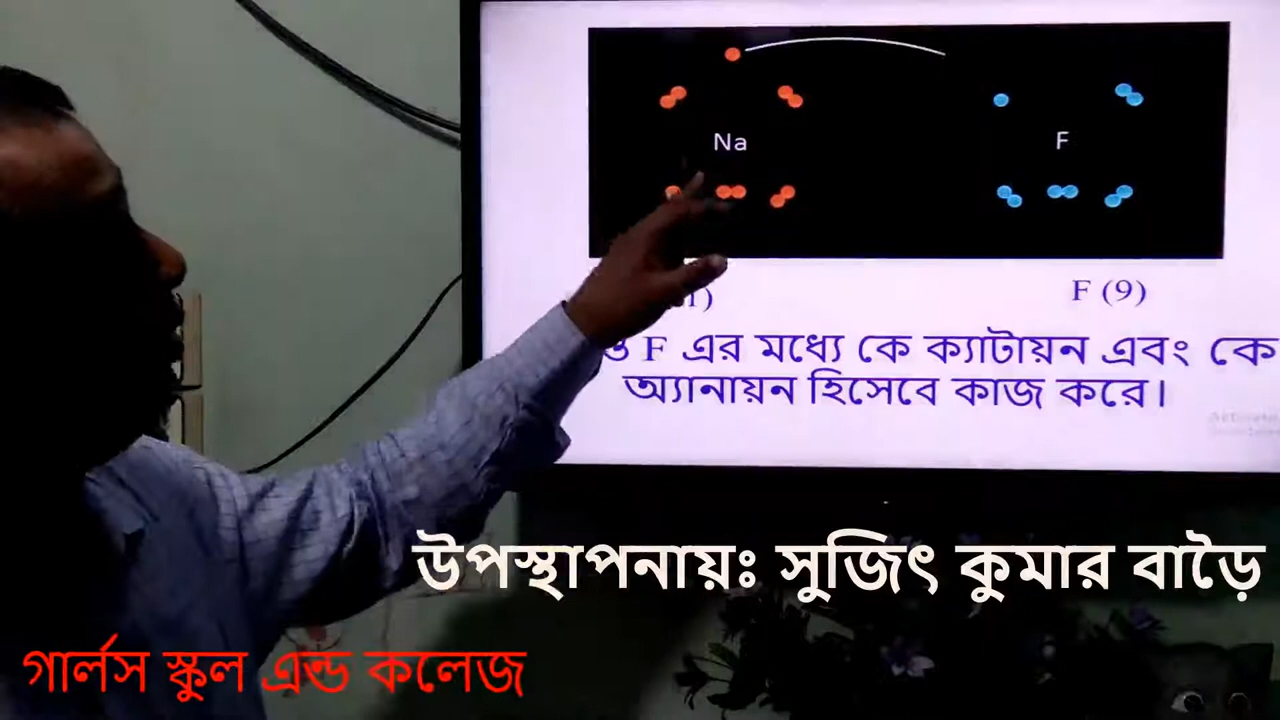 Na F
F (9)
ও F এর মধ্যে কে ক্যাটায়ন এবং কে
অ্যানায়ন হিসেবে কাজ করে।
উপস্থাপনায়ঃ সুজিৎ কুমার বাড়ৈ
গার্লস স্কুল এন্ড কলেজ